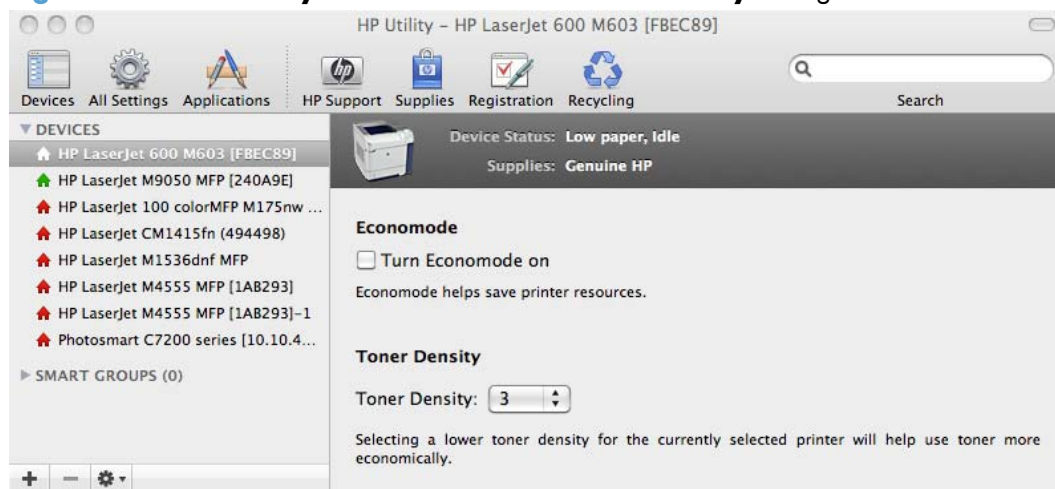 HP Utility – HP LaserJet 600 M603 [FBEC89]
Devices All Settings Applications HP Support Supplies Registration Recycling Search
DEVICES
HP LaserJet 600 M603 [FBEC89]
HP LaserJet M9050 MFP [240A9E]
HP LaserJet 100 colorMFP M175nw ...
HP LaserJet CM1415fn (494498)
HP LaserJet M1536dnf MFP
HP LaserJet M4555 MFP [1AB293]
HP LaserJet M4555 MFP [1AB293]-1
Photosmart C7200 series [10.10.4...
SMART GROUPS (0)
Device Status: Low paper, Idle
Supplies: Genuine HP
Economode
Turn Economode on
Economode helps save printer resources.
Toner Density
Toner Density: 3
Selecting a lower toner density for the currently selected printer will help use toner more
economically.